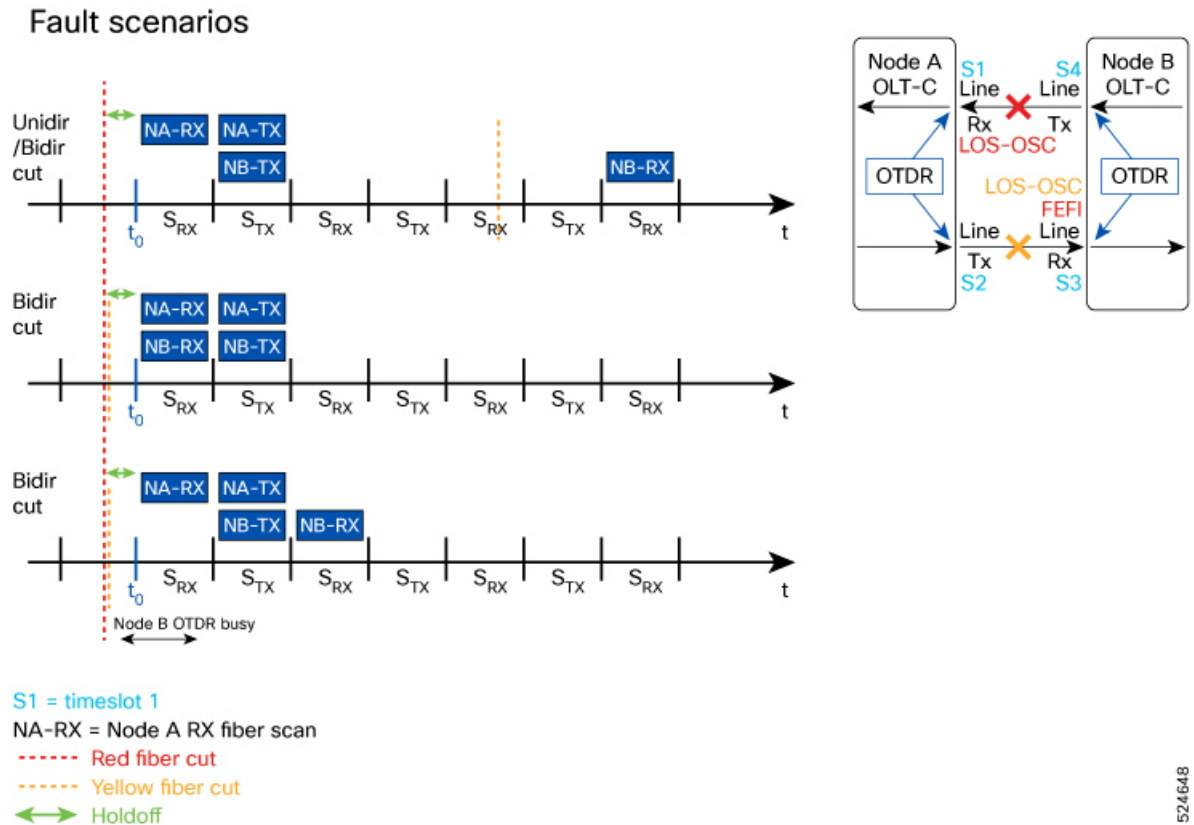 Fault scenarios
Unidir
/Bidir
cut
NA-RX
NA-TX
NB-TX
NB-RX
t0
SRX
STX
SRX
STX
SRX
STX
SRX
t
Bidir
cut
NA-RX
NA-TX
NB-RX
NB-TX
t0
SRX
STX
SRX
STX
SRX
STX
SRX
t
Bidir
cut
NA-RX
NA-TX
NB-TX
NB-RX
t0
SRX
STX
SRX
STX
SRX
STX
SRX
t
Node B OTDR busy
S1 = timeslot 1
NA-RX = Node A RX fiber scan
Red fiber cut
Yellow fiber cut
Holdoff
Node A
OLT-C
S1
Line
Rx
LOS-OSC
S4
Line
Tx
Node B
OLT-C
OTDR
LOS-OSC
FEFI
OTDR
Line
Tx
S2
Line
Rx
S3
524648